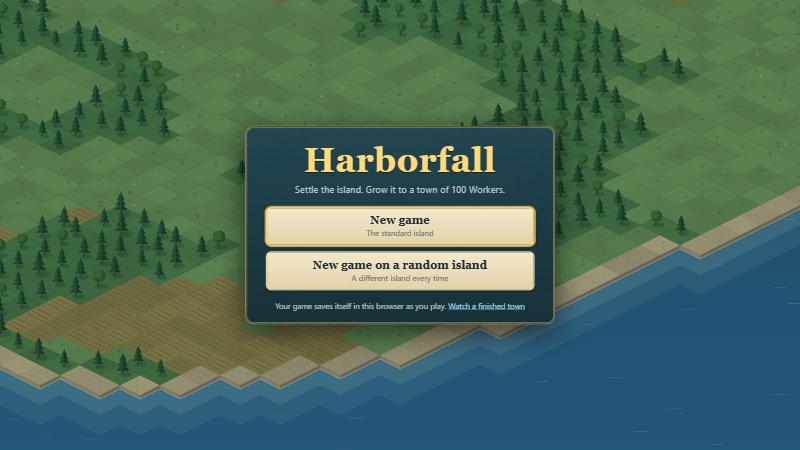 Harborfall
Settle the island. Grow it to a town of 100 Workers.
New game
The standard island
New game on a random island
A different island every time
Your game saves itself in this browser as you play. Watch a finished town